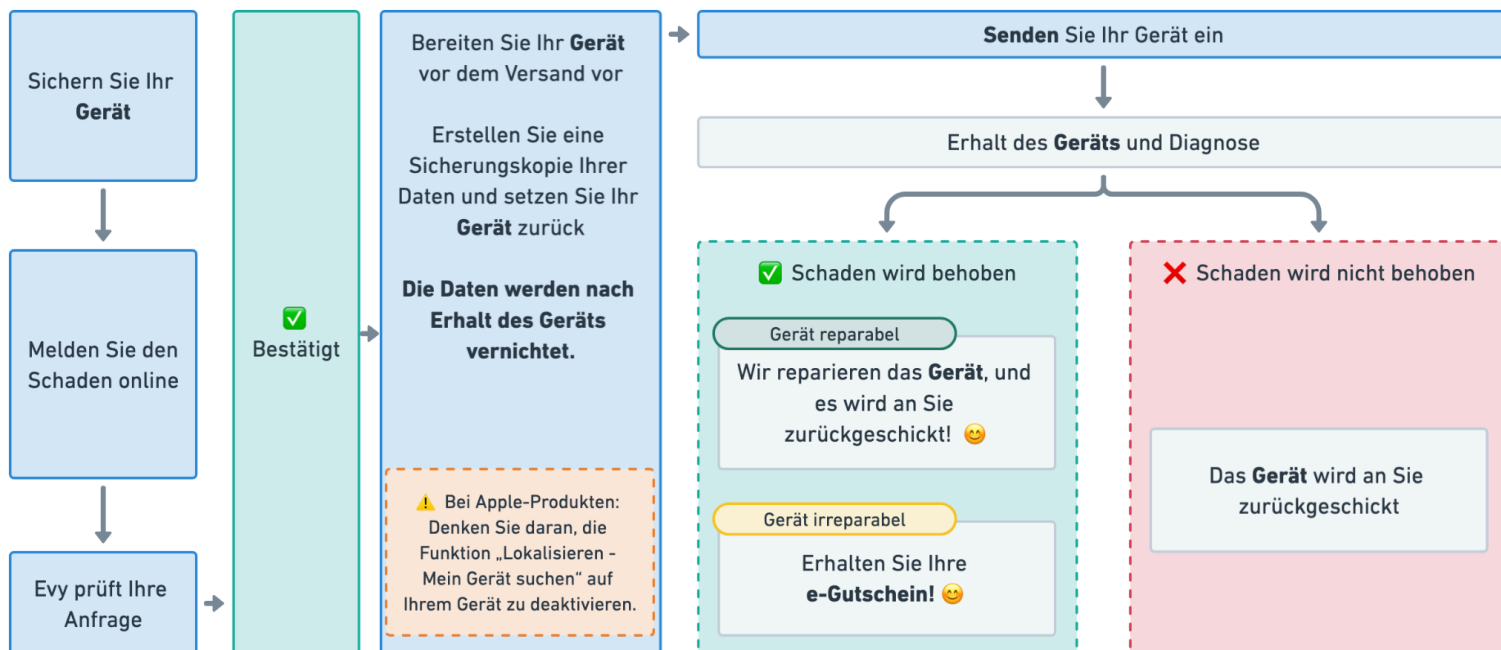 Sichern Sie Ihr
Gerät
Melden Sie den
Schaden online
Evy prüft Ihre
Anfrage
Bestätigt
Bereiten Sie Ihr Gerät
vor dem Versand vor
Erstellen Sie eine
Sicherungskopie Ihrer
Daten und setzen Sie Ihr
Gerät zurück
Die Daten werden nach
Erhalt des Geräts
vernichtet.
Bei Apple-Produkten:
Denken Sie daran, die
Funktion „Lokalisieren -
Mein Gerät suchen“ auf
Ihrem Gerät zu deaktivieren.
Senden Sie Ihr Gerät ein
Erhalt des Geräts und Diagnose
Schaden wird behoben
Gerät reparabel
Wir reparieren das Gerät, und
es wird an Sie
zurückgeschickt!
Gerät irreparabel
Erhalten Sie Ihre
e-Gutschein!
Schaden wird nicht behoben
Das Gerät wird an Sie
zurückgeschickt